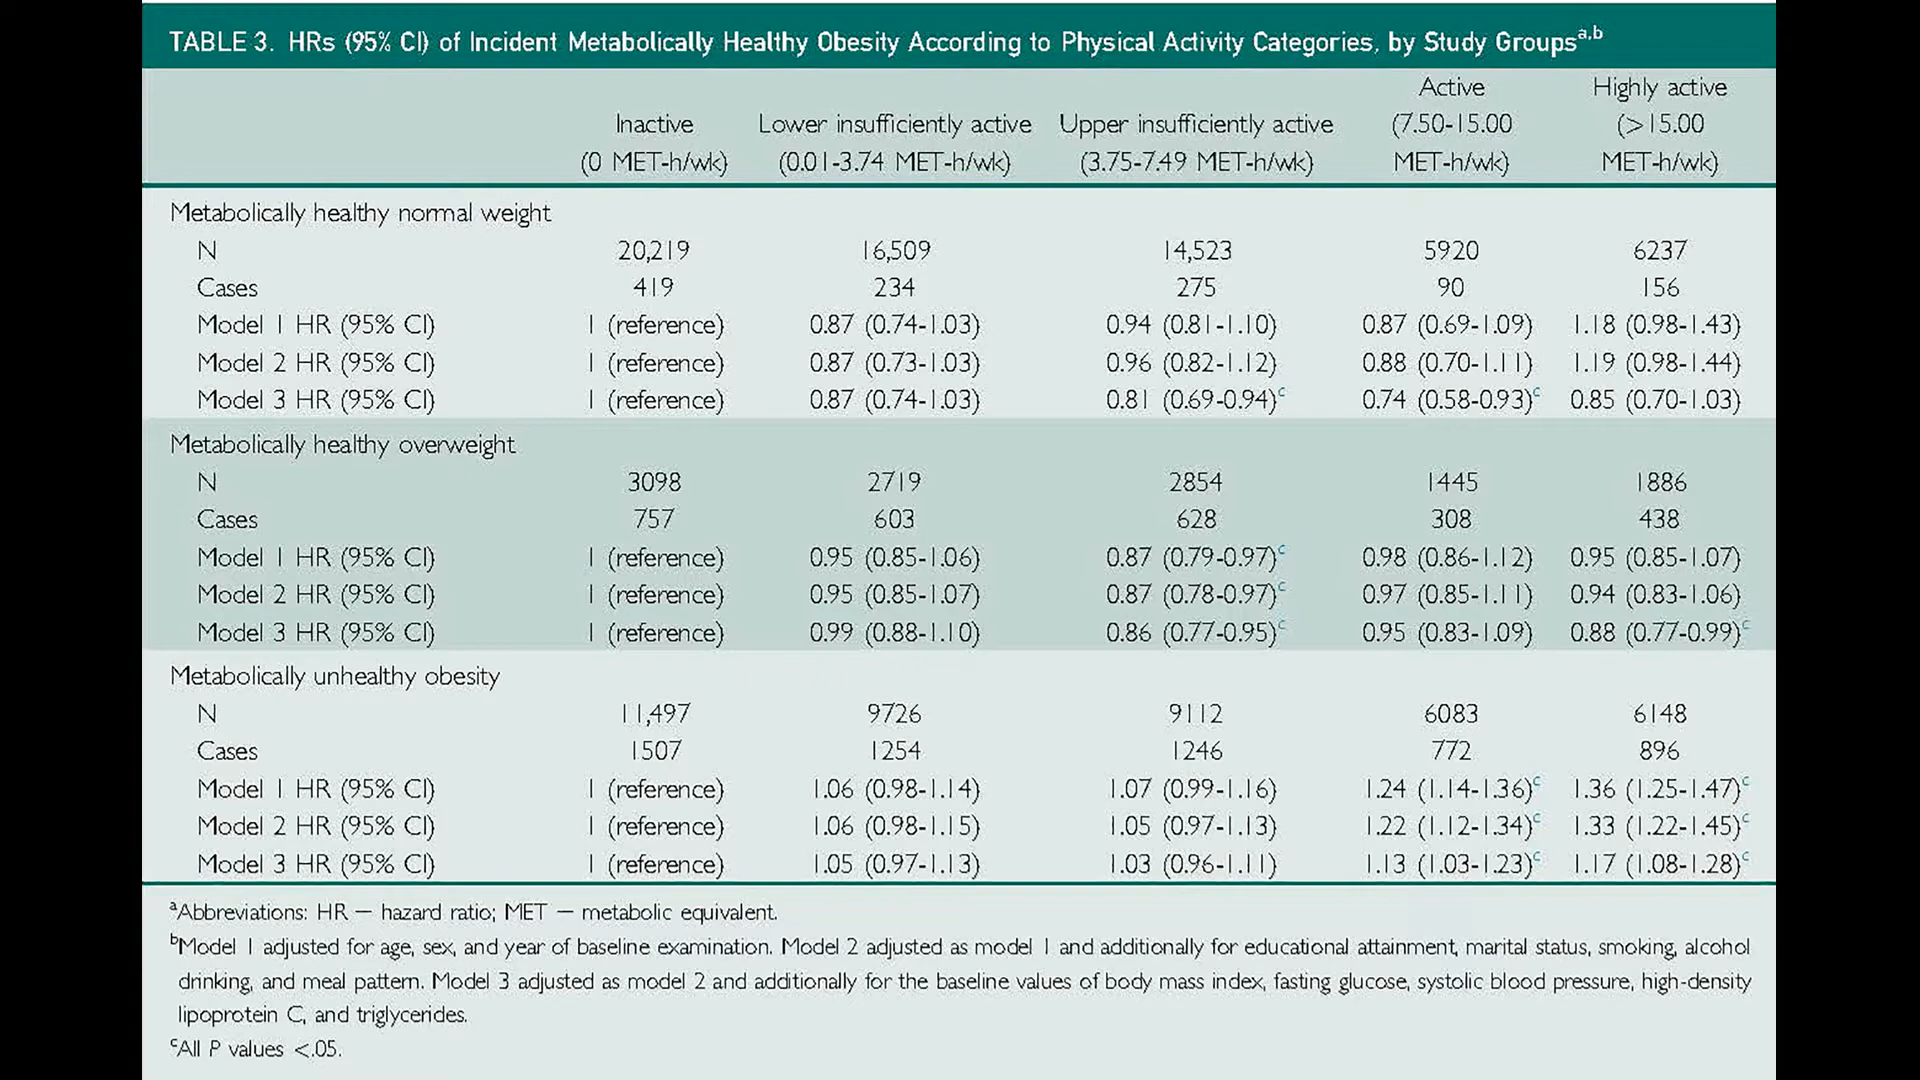 TABLE 3. HRs (95% CI) of Incident Metabolically Healthy Obesity According to Physical Activity Categories, by Study Groupsa,b
Inactive (0 MET-h/wk) Lower insufficiently active (0.01-3.74 MET-h/wk) Upper insufficiently active (3.75-7.49 MET-h/wk) Active (7.50-15.00 MET-h/wk) Highly active (>15.00 MET-h/wk)
Metabolically healthy normal weight
N 20,219 16,509 14,523 5920 6237
Cases 419 234 275 90 156
Model 1 HR (95% CI) 1 (reference) 0.87 (0.74-1.03) 0.94 (0.81-1.10) 0.87 (0.69-1.09) 1.18 (0.98-1.43)
Model 2 HR (95% CI) 1 (reference) 0.87 (0.73-1.03) 0.96 (0.82-1.12) 0.88 (0.70-1.11) 1.19 (0.98-1.44)
Model 3 HR (95% CI) 1 (reference) 0.87 (0.74-1.03) 0.81 (0.69-0.94)c 0.74 (0.58-0.93)c 0.85 (0.70-1.03)
Metabolically healthy overweight
N 3098 2719 2854 1445 1886
Cases 757 603 628 308 438
Model 1 HR (95% CI) 1 (reference) 0.95 (0.85-1.06) 0.87 (0.79-0.97)c 0.98 (0.86-1.12) 0.95 (0.85-1.07)
Model 2 HR (95% CI) 1 (reference) 0.95 (0.85-1.07) 0.87 (0.78-0.97)c 0.97 (0.85-1.11) 0.94 (0.83-1.06)
Model 3 HR (95% CI) 1 (reference) 0.99 (0.88-1.10) 0.86 (0.77-0.95)c 0.95 (0.83-1.09) 0.88 (0.77-0.99)c
Metabolically unhealthy obesity
N 11,497 9726 9112 6083 6148
Cases 1507 1254 1246 772 896
Model 1 HR (95% CI) 1 (reference) 1.06 (0.98-1.14) 1.07 (0.99-1.16) 1.24 (1.14-1.36)c 1.36 (1.25-1.47)c
Model 2 HR (95% CI) 1 (reference) 1.06 (0.98-1.15) 1.05 (0.97-1.13) 1.22 (1.12-1.34)c 1.33 (1.22-1.45)c
Model 3 HR (95% CI) 1 (reference) 1.05 (0.97-1.13) 1.03 (0.96-1.11) 1.13 (1.03-1.23)c 1.17 (1.08-1.28)c
aAbbreviations: HR — hazard ratio; MET — metabolic equivalent.
bModel 1 adjusted for age, sex, and year of baseline examination. Model 2 adjusted as model 1 and additionally for educational attainment, marital status, smoking, alcohol
drinking, and meal pattern. Model 3 adjusted as model 2 and additionally for the baseline values of body mass index, fasting glucose, systolic blood pressure, high-density
lipoprotein C, and triglycerides.
cAll P values <.05.